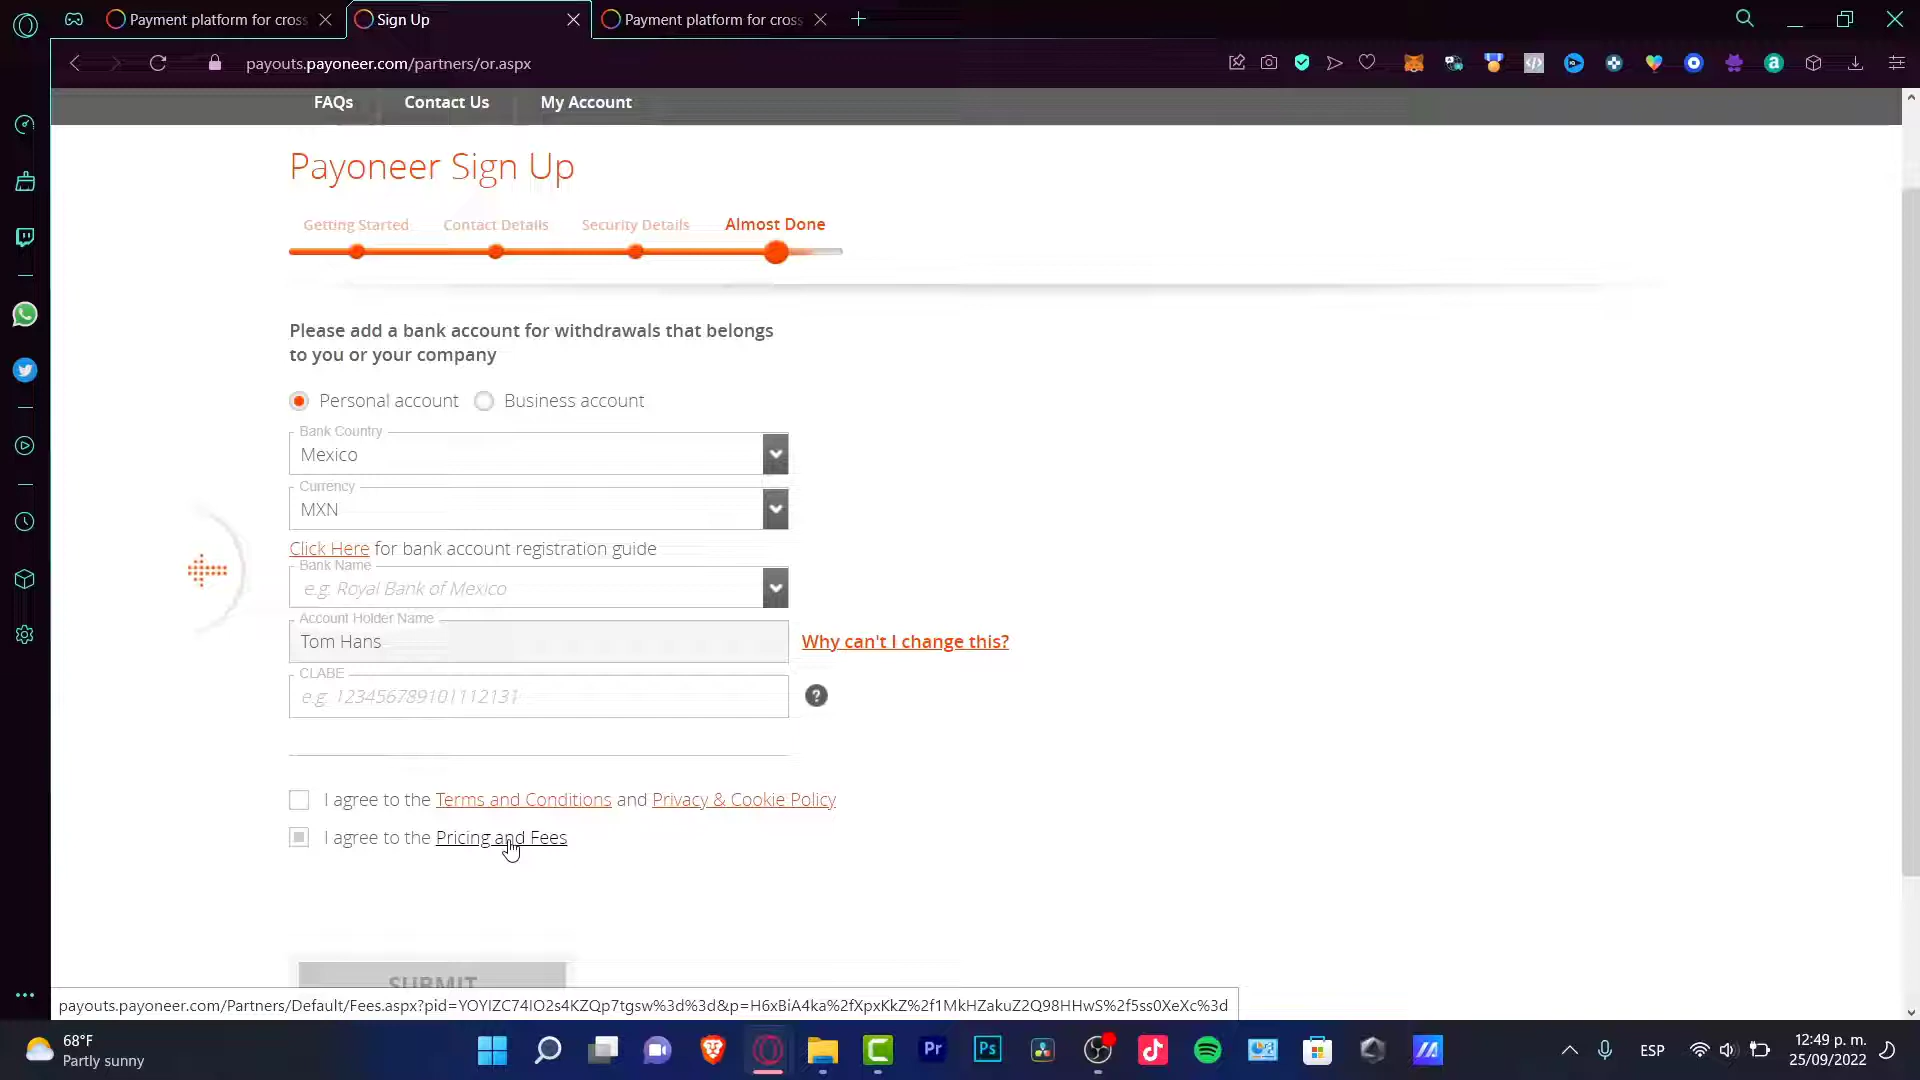 Payment platform for cross
Sign Up
Payment platform for cross
payouts.payoneer.com/partners/or.aspx
FAQs
Contact Us
My Account
Payoneer Sign Up
Getting Started
Contact Details
Security Details
Almost Done
Please add a bank account for withdrawals that belongs
to you or your company
Personal account
Business account
Bank Country
Mexico
Currency
MXN
Click Here for bank account registration guide
Bank Name
e.g: Royal Bank of Mexico
Account Holder Name
Tom Hans
Why can't I change this?
CLABE
e.g: 123456789101112131
?
I agree to the Terms and Conditions and Privacy & Cookie Policy
I agree to the Pricing and Fees
SUBMIT
payouts.payoneer.com/Partners/Default/Fees.aspx?pid=YOYIZC74IO2s4KZQp7tgsw%3d%3d&p=H6xBiA4ka%2fXpxKkZ%2f1MkHZakuZ2Q98HHwS%2f5ss0XeXc%3d
68°F
Partly sunny
Pr
Ps
ESP
12:49 p. m.
25/09/2022